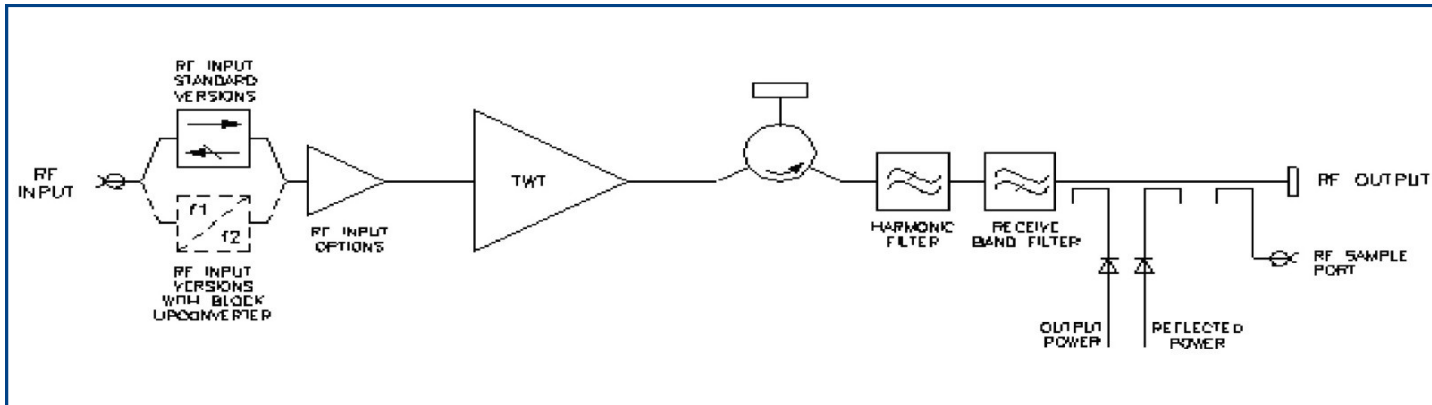 RF INPUT
STANDARD
VERSIONS
RF
INPUT
f1
f2
RF INPUT
VERSIONS
WITH BLOCK
UPCONVERTER
RF INPUT
OPTIONS
TWT
HARMONIC
FILTER
RECEIVE
BAND FILTER
RF OUTPUT
RF SAMPLE
PORT
OUTPUT
POWER
REFLECTED
POWER